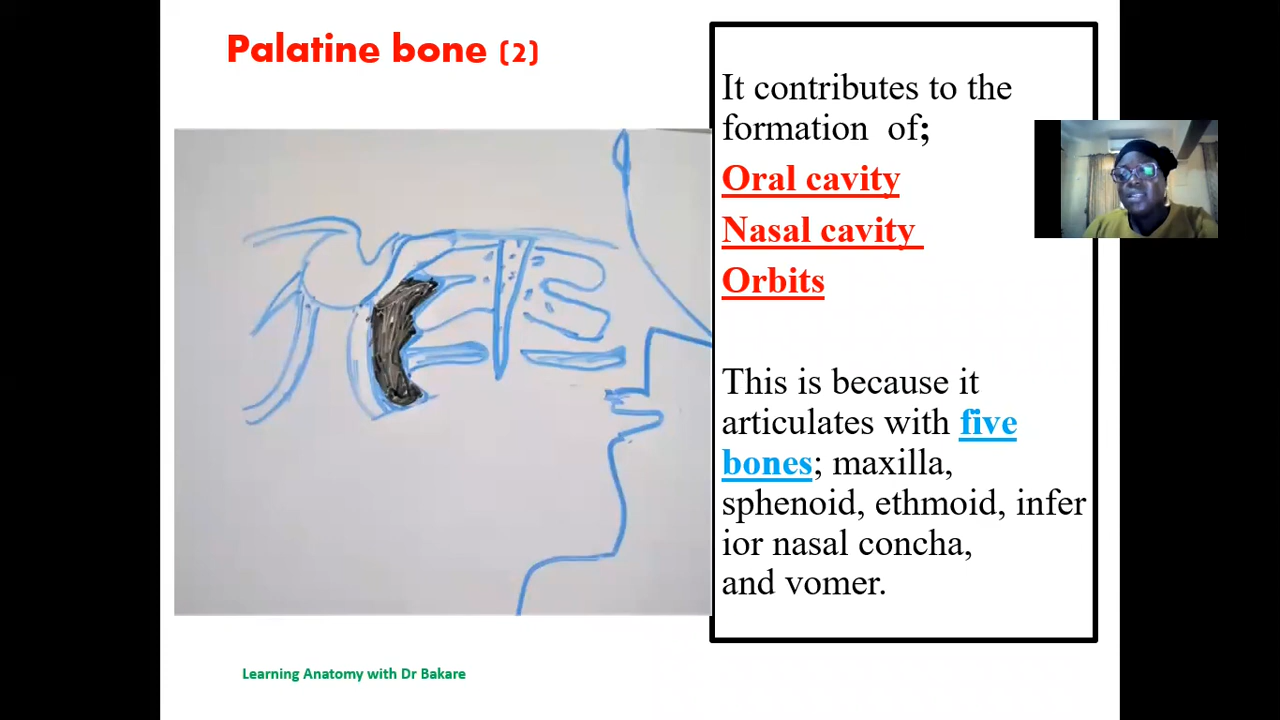 Palatine bone (2)
It contributes to the
formation of;
Oral cavity
Nasal cavity
Orbits
This is because it
articulates with five
bones; maxilla,
sphenoid, ethmoid, infer
ior nasal concha,
and vomer.
Learning Anatomy with Dr Bakare